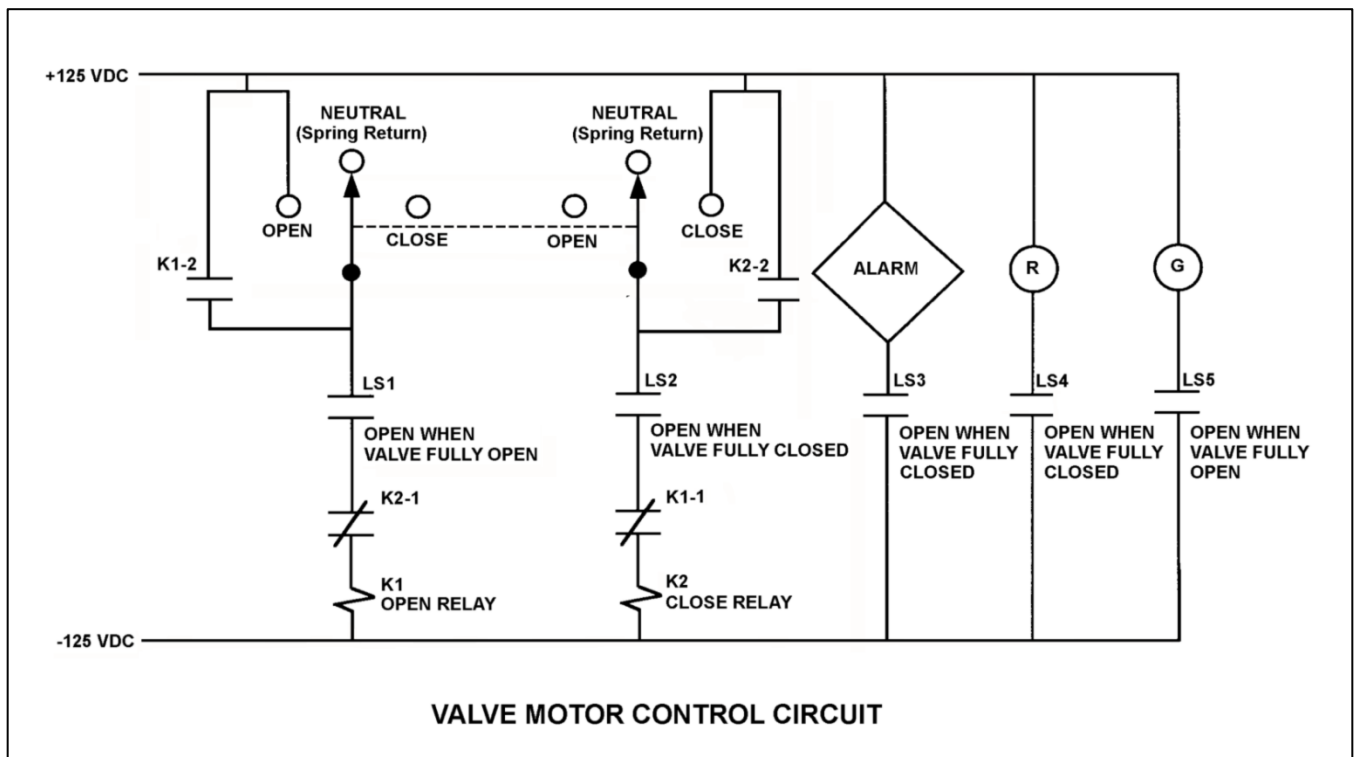 +125 VDC
NEUTRAL
(Spring Return)
NEUTRAL
(Spring Return)
OPEN
CLOSE
OPEN
CLOSE
K1-2
K2-2
ALARM
R
G
LS1
OPEN WHEN
VALVE FULLY OPEN
LS2
OPEN WHEN
VALVE FULLY CLOSED
LS3
OPEN WHEN
VALVE FULLY
CLOSED
LS4
OPEN WHEN
VALVE FULLY
CLOSED
LS5
OPEN WHEN
VALVE FULLY
OPEN
K2-1
K1-1
K1
OPEN RELAY
K2
CLOSE RELAY
-125 VDC
VALVE MOTOR CONTROL CIRCUIT